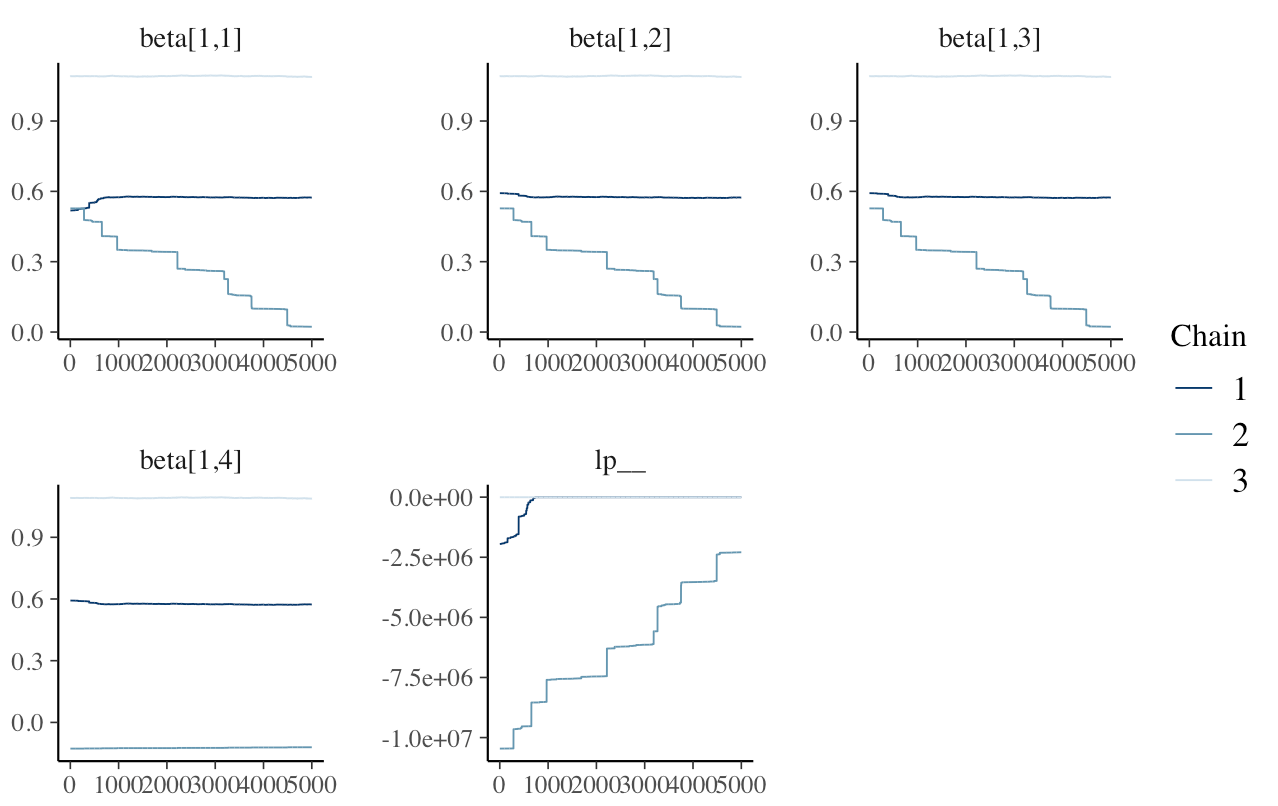 beta[1,1] beta[1,2] beta[1,3]
0.9 0.9 0.9
0.6 0.6 0.6
0.3 0.3 0.3
0.0 0.0 0.0
0 1000 2000 3000 4000 5000 0 1000 2000 3000 4000 5000 0 1000 2000 3000 4000 5000
Chain
1
2
3
beta[1,4] lp__
0.9
0.6
0.3
0.0
0.0e+00
-2.5e+06
-5.0e+06
-7.5e+06
-1.0e+07
0 1000 2000 3000 4000 5000 0 1000 2000 3000 4000 5000